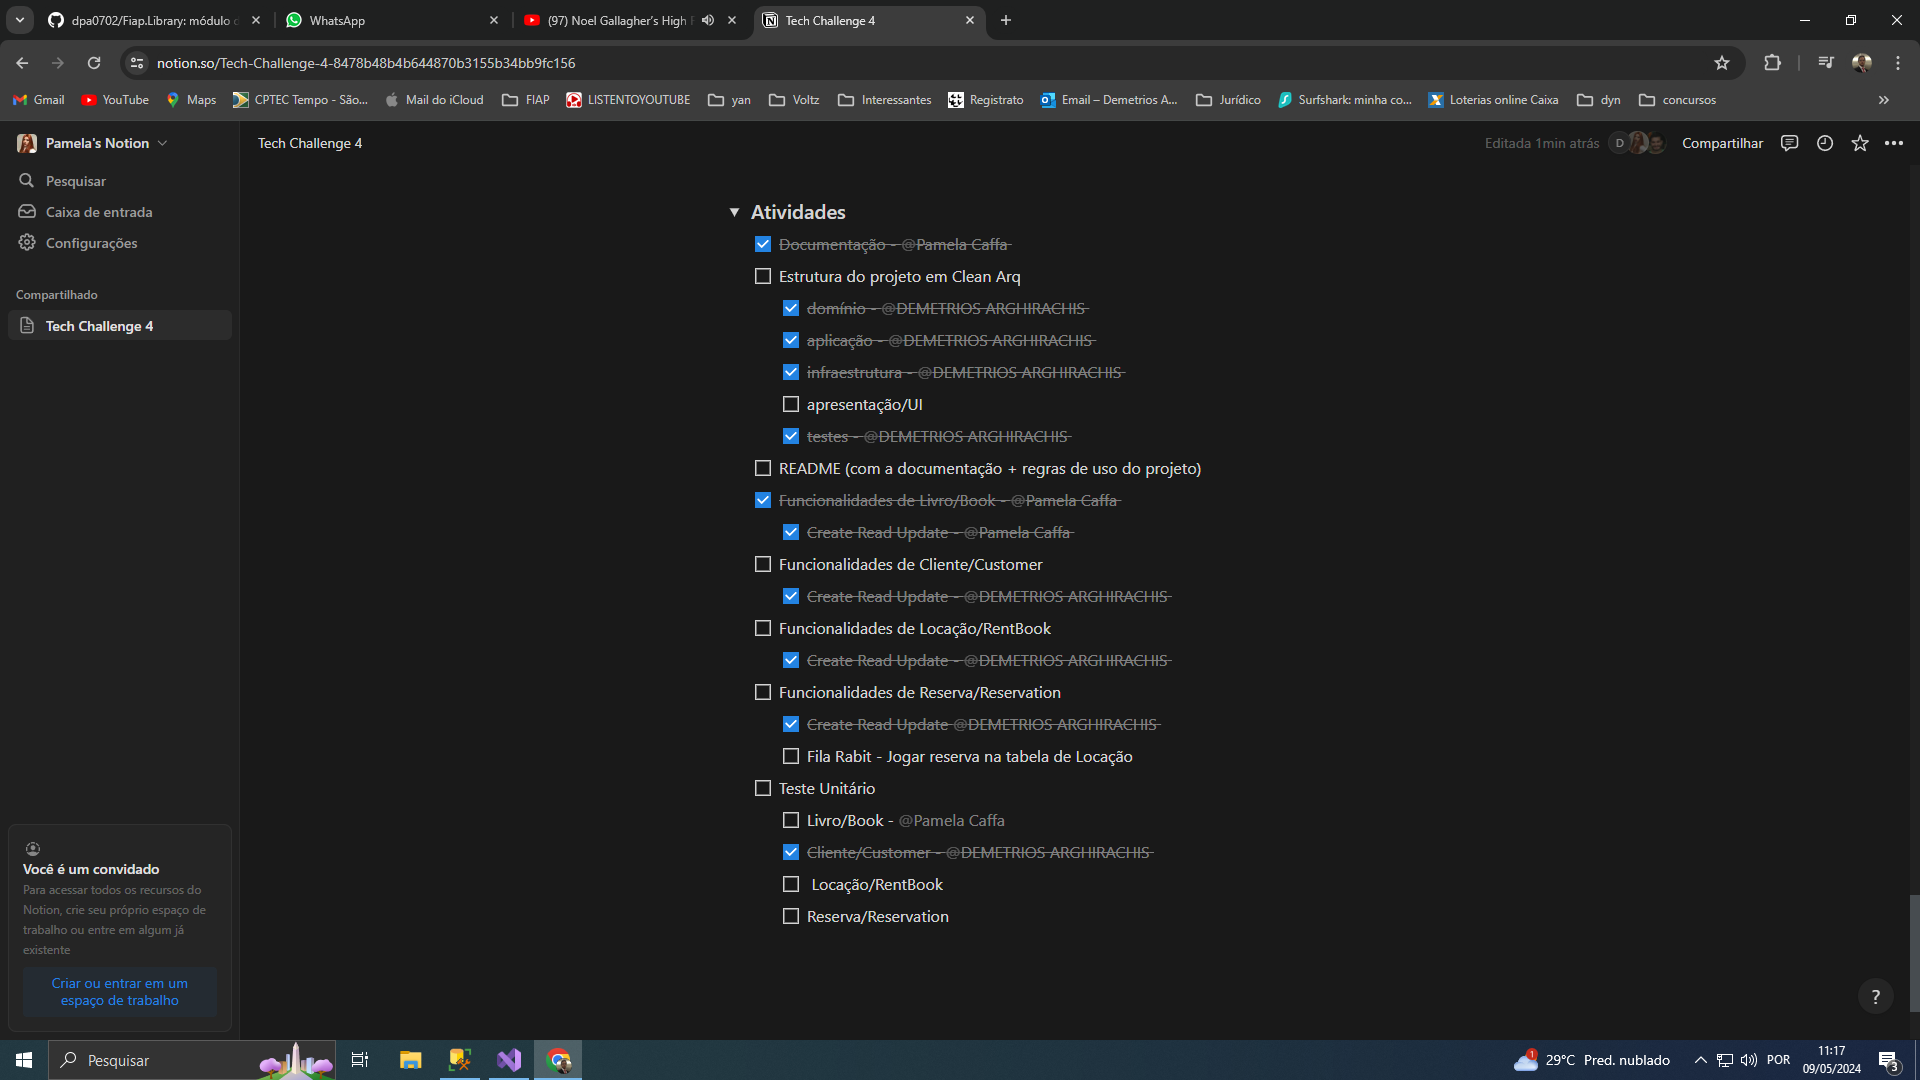 dpa0702/Fiap.Library: módulo d
WhatsApp
(97) Noel Gallagher's High F
Tech Challenge 4
notion.so/Tech-Challenge-4-8478b48b4b644870b3155b34bb9fc156
Gmail
YouTube
Maps
CPTEC Tempo - São...
Mail do iCloud
FIAP
LISTENTOYOUTUBE
yan
Voltz
Interessantes
Registrato
Email – Demetrios A...
Jurídico
Surfshark: minha co...
Loterias online Caixa
dyn
concursos
Pamela's Notion
Tech Challenge 4
Editada 1min atrás
D
Compartilhar
Pesquisar
Caixa de entrada
Configurações
Compartilhado
Tech Challenge 4
Atividades
Documentação - @Pamela Caffa
Estrutura do projeto em Clean Arq
domínio - @DEMETRIOS ARGHIRACHIS
aplicação - @DEMETRIOS ARGHIRACHIS
infraestrutura - @DEMETRIOS ARGHIRACHIS
apresentação/UI
testes - @DEMETRIOS ARGHIRACHIS
README (com a documentação + regras de uso do projeto)
Funcionalidades de Livro/Book - @Pamela Caffa
Create Read Update - @Pamela Caffa
Funcionalidades de Cliente/Customer
Create Read Update - @DEMETRIOS ARGHIRACHIS
Funcionalidades de Locação/RentBook
Create Read Update - @DEMETRIOS ARGHIRACHIS
Funcionalidades de Reserva/Reservation
Create Read Update @DEMETRIOS ARGHIRACHIS
Fila Rabit - Jogar reserva na tabela de Locação
Teste Unitário
Livro/Book - @Pamela Caffa
Cliente/Customer - @DEMETRIOS ARGHIRACHIS
Locação/RentBook
Reserva/Reservation
Você é um convidado
Para acessar todos os recursos do
Notion, crie seu próprio espaço de
trabalho ou entre em algum já
existente
Criar ou entrar em um
espaço de trabalho
?
Pesquisar
1
29°C Pred. nublado
POR
11:17
09/05/2024
3